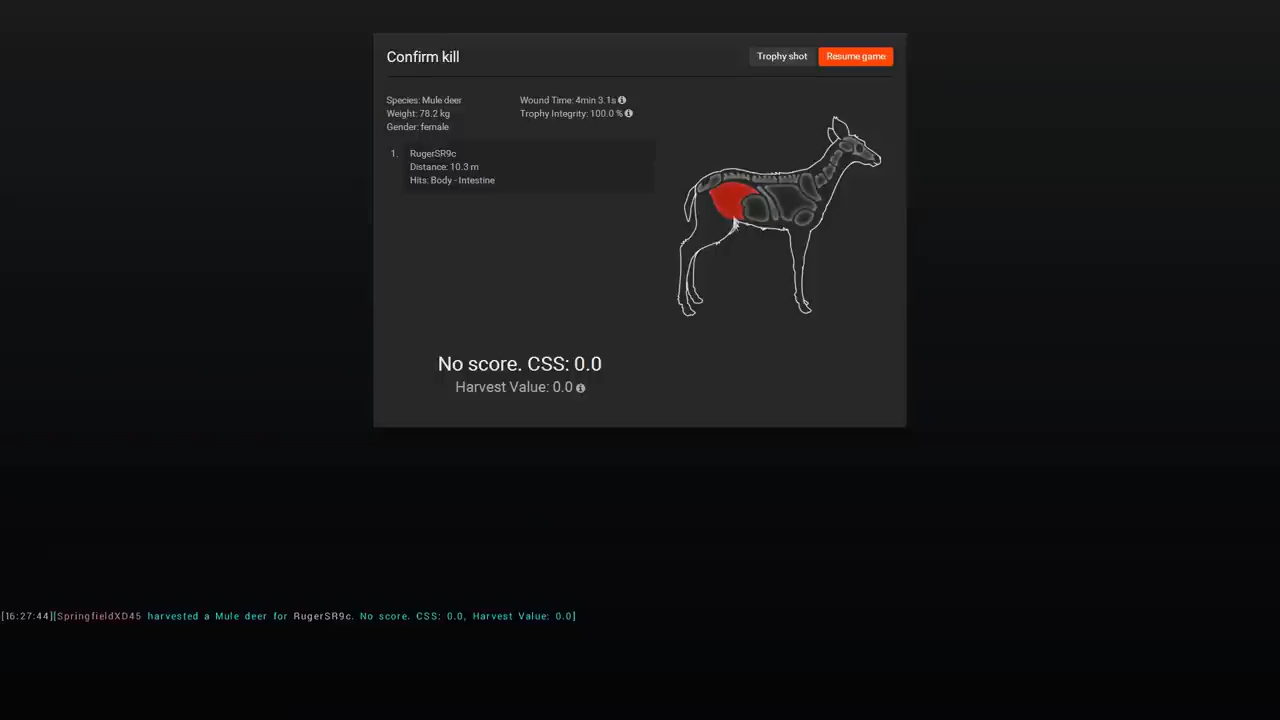 Confirm kill
Trophy shot
Resume game
Species: Mule deer
Weight: 78.2 kg
Gender: female
Wound Time: 4min 3.1s
Trophy Integrity: 100.0 %
1.
RugerSR9c
Distance: 10.3 m
Hits: Body - Intestine
No score. CSS: 0.0
Harvest Value: 0.0
[16:27:44][SpringfieldXD45 harvested a Mule deer for RugerSR9c. No score. CSS: 0.0, Harvest Value: 0.0]